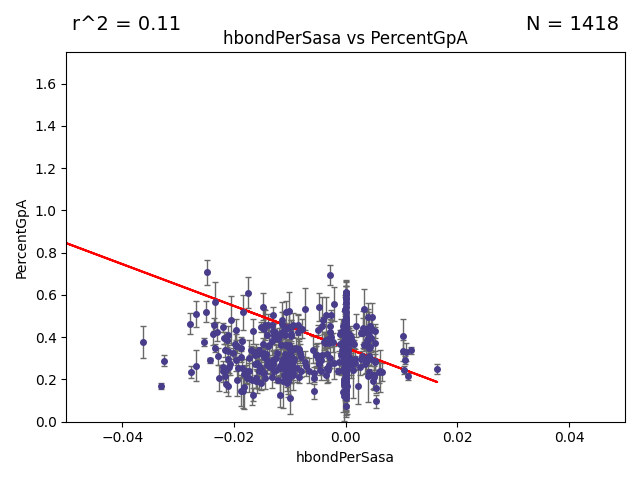 r^2 = 0.11
N = 1418
hbondPerSasa vs PercentGpA
PercentGpA
1.6
1.4
1.2
1.0
0.8
0.6
0.4
0.2
0.0
−0.04
−0.02
0.00
0.02
0.04
hbondPerSasa